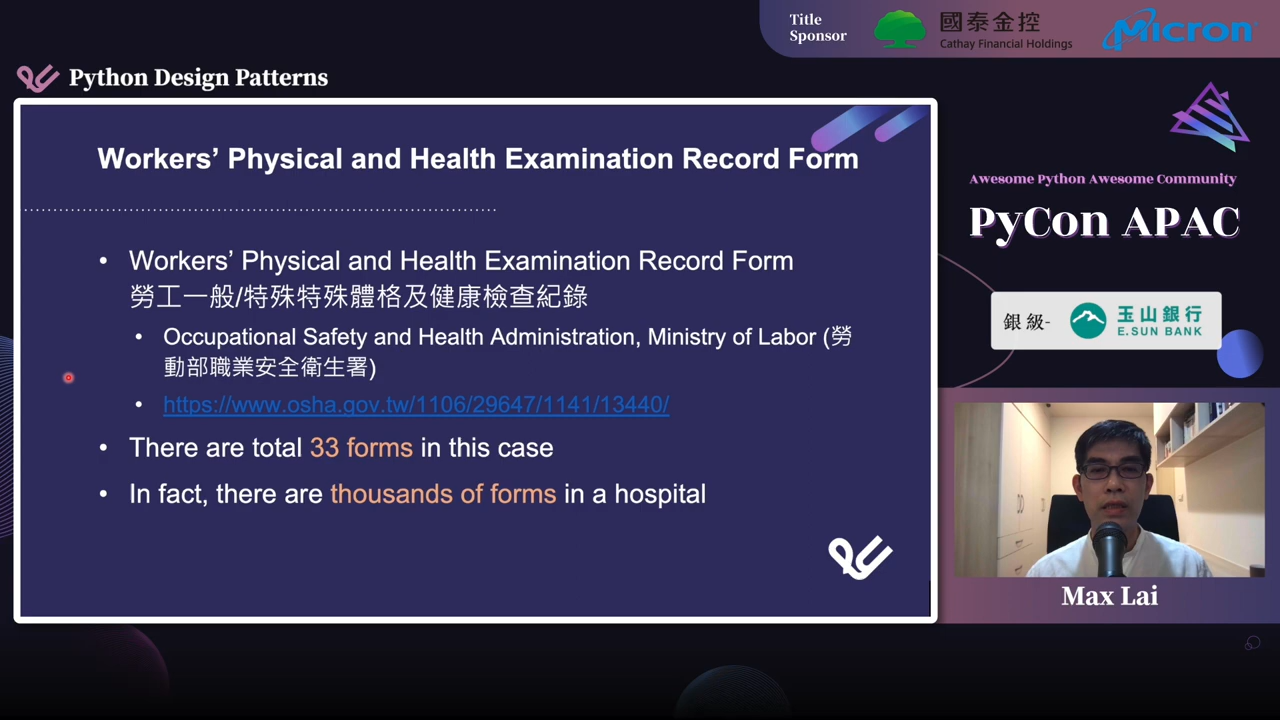 Title
Sponsor
國泰金控
Cathay Financial Holdings
Micron
Python Design Patterns
Workers’ Physical and Health Examination Record Form
• Workers’ Physical and Health Examination Record Form
勞工一般/特殊特殊體格及健康檢查紀錄
• Occupational Safety and Health Administration, Ministry of Labor (勞
動部職業安全衛生署)
• https://www.osha.gov.tw/1106/29647/1141/13440/
• There are total 33 forms in this case
• In fact, there are thousands of forms in a hospital
Awesome Python Awesome Community
PyCon APAC
銀級-
玉山銀行
E.SUN BANK
Max Lai